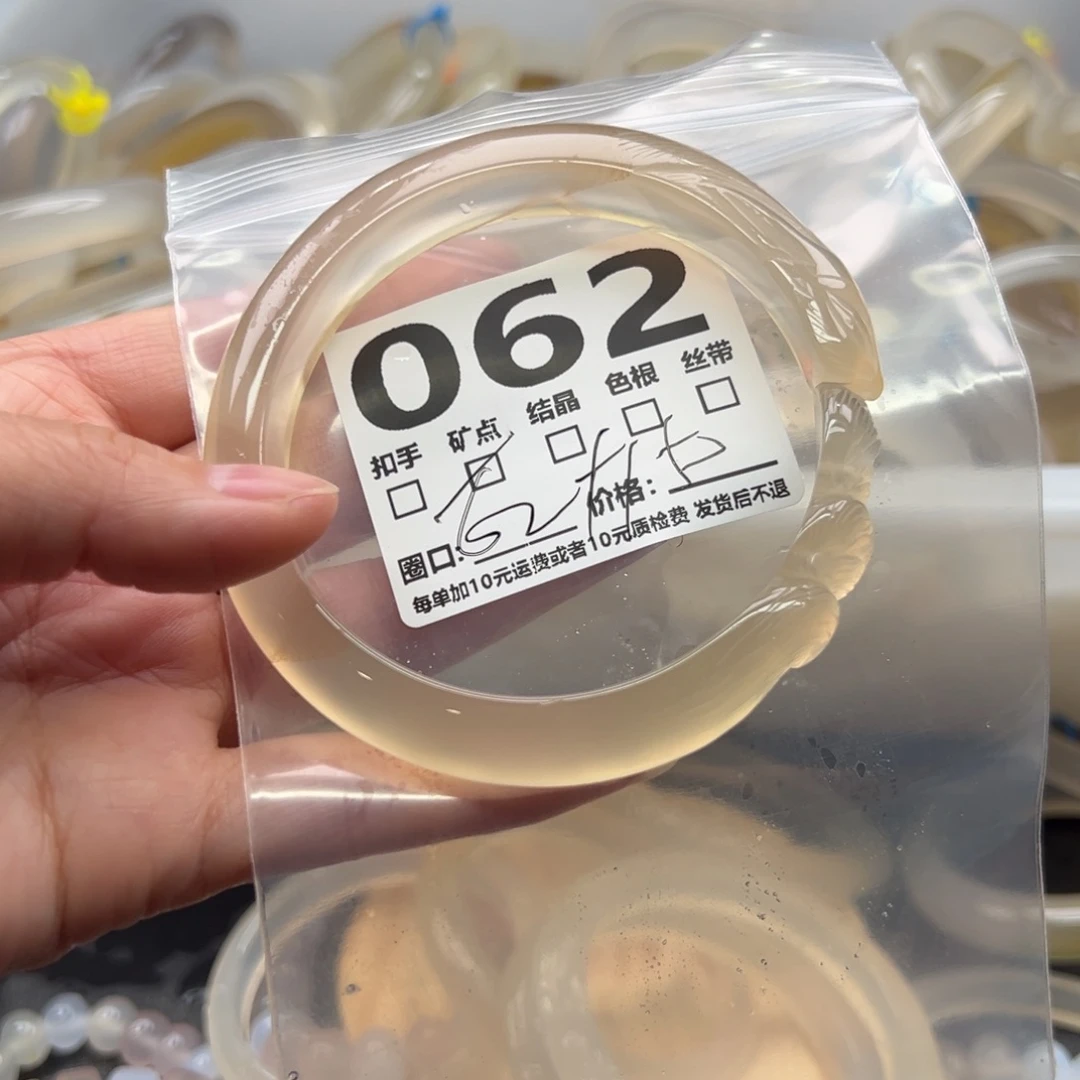 062
扣手 矿点 结晶 色根 丝带
圈口: 价格:
每单加10元运费或者10元质检费 发货后不退